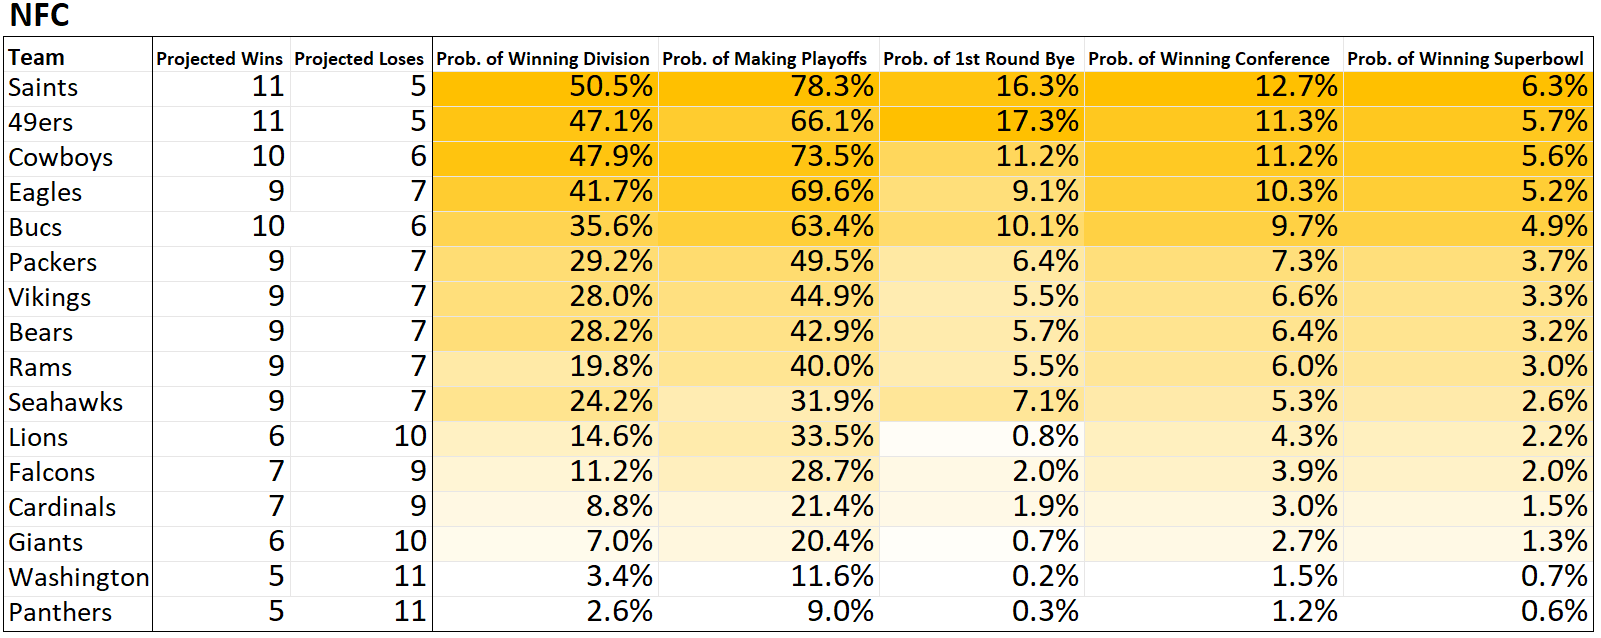 NFC
Team Projected Wins Projected Loses Prob. of Winning Division Prob. of Making Playoffs Prob. of 1st Round Bye Prob. of Winning Conference Prob. of Winning Superbowl
Saints 11 5 50.5% 78.3% 16.3% 12.7% 6.3%
49ers 11 5 47.1% 66.1% 17.3% 11.3% 5.7%
Cowboys 10 6 47.9% 73.5% 11.2% 11.2% 5.6%
Eagles 9 7 41.7% 69.6% 9.1% 10.3% 5.2%
Bucs 10 6 35.6% 63.4% 10.1% 9.7% 4.9%
Packers 9 7 29.2% 49.5% 6.4% 7.3% 3.7%
Vikings 9 7 28.0% 44.9% 5.5% 6.6% 3.3%
Bears 9 7 28.2% 42.9% 5.7% 6.4% 3.2%
Rams 9 7 19.8% 40.0% 5.5% 6.0% 3.0%
Seahawks 9 7 24.2% 31.9% 7.1% 5.3% 2.6%
Lions 6 10 14.6% 33.5% 0.8% 4.3% 2.2%
Falcons 7 9 11.2% 28.7% 2.0% 3.9% 2.0%
Cardinals 7 9 8.8% 21.4% 1.9% 3.0% 1.5%
Giants 6 10 7.0% 20.4% 0.7% 2.7% 1.3%
Washington 5 11 3.4% 11.6% 0.2% 1.5% 0.7%
Panthers 5 11 2.6% 9.0% 0.3% 1.2% 0.6%